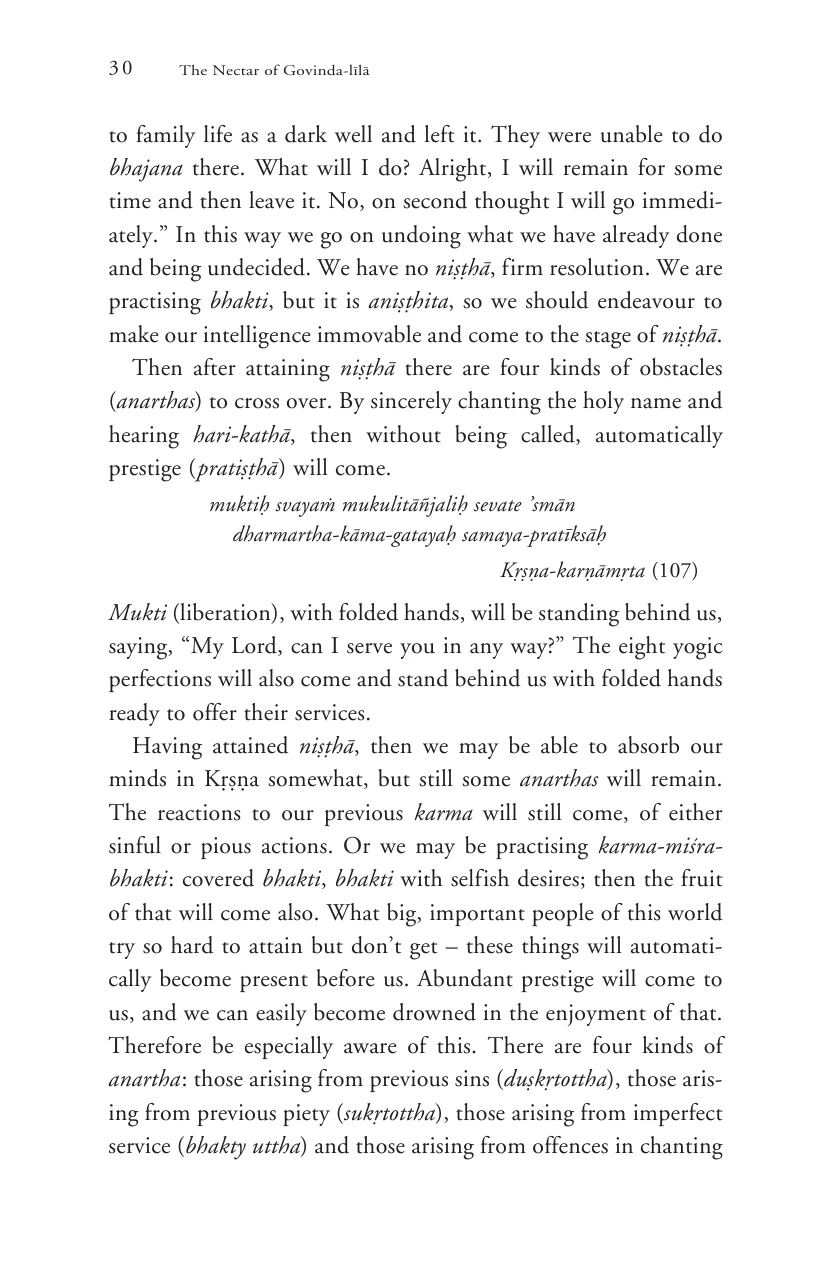 30 The Nectar of Govinda-līlā
to family life as a dark well and left it. They were unable to do
bhajana there. What will I do? Alright, I will remain for some
time and then leave it. No, on second thought I will go immedi-
ately.” In this way we go on undoing what we have already done
and being undecided. We have no niṣṭhā, firm resolution. We are
practising bhakti, but it is aniṣṭhita, so we should endeavour to
make our intelligence immovable and come to the stage of niṣṭhā.
Then after attaining niṣṭhā there are four kinds of obstacles
(anarthas) to cross over. By sincerely chanting the holy name and
hearing hari-kathā, then without being called, automatically
prestige (pratiṣṭhā) will come.
muktiḥ svayaṁ mukulitāñjaliḥ sevate ’smān
dharmartha-kāma-gatayaḥ samaya-pratīksāḥ
Kṛṣṇa-karṇāmṛta (107)
Mukti (liberation), with folded hands, will be standing behind us,
saying, “My Lord, can I serve you in any way?” The eight yogic
perfections will also come and stand behind us with folded hands
ready to offer their services.
Having attained niṣṭhā, then we may be able to absorb our
minds in Kṛṣṇa somewhat, but still some anarthas will remain.
The reactions to our previous karma will still come, of either
sinful or pious actions. Or we may be practising karma-miśra-
bhakti: covered bhakti, bhakti with selfish desires; then the fruit
of that will come also. What big, important people of this world
try so hard to attain but don’t get – these things will automati-
cally become present before us. Abundant prestige will come to
us, and we can easily become drowned in the enjoyment of that.
Therefore be especially aware of this. There are four kinds of
anartha: those arising from previous sins (duṣkṛtottha), those aris-
ing from previous piety (sukṛtottha), those arising from imperfect
service (bhakty uttha) and those arising from offences in chanting